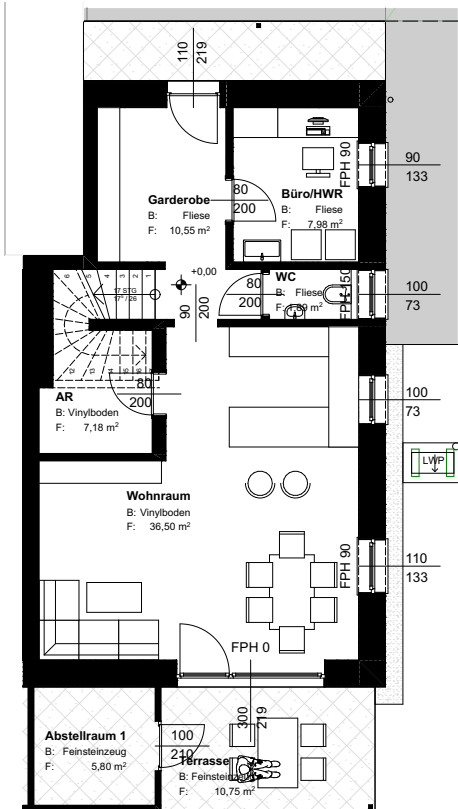 110
219
Garderobe
B: Fliese
F: 10,55 m²
80
200
Büro/HWR
B: Fliese
F: 7,98 m²
FPH 90
90
133
+0,00
17 STG
90
200
80
200
WC
B: Fliese
F: 1,89 m²
FPH 150
100
73
AR
B: Vinylboden
F: 7,18 m²
80
200
100
73
LWP
Wohnraum
B: Vinylboden
F: 36,50 m²
FPH 90
110
133
FPH 0
300
219
Abstellraum 1
B: Feinsteinzeug
F: 5,80 m²
100
210
Terrasse
B: Feinsteinzeug
F: 10,75 m²